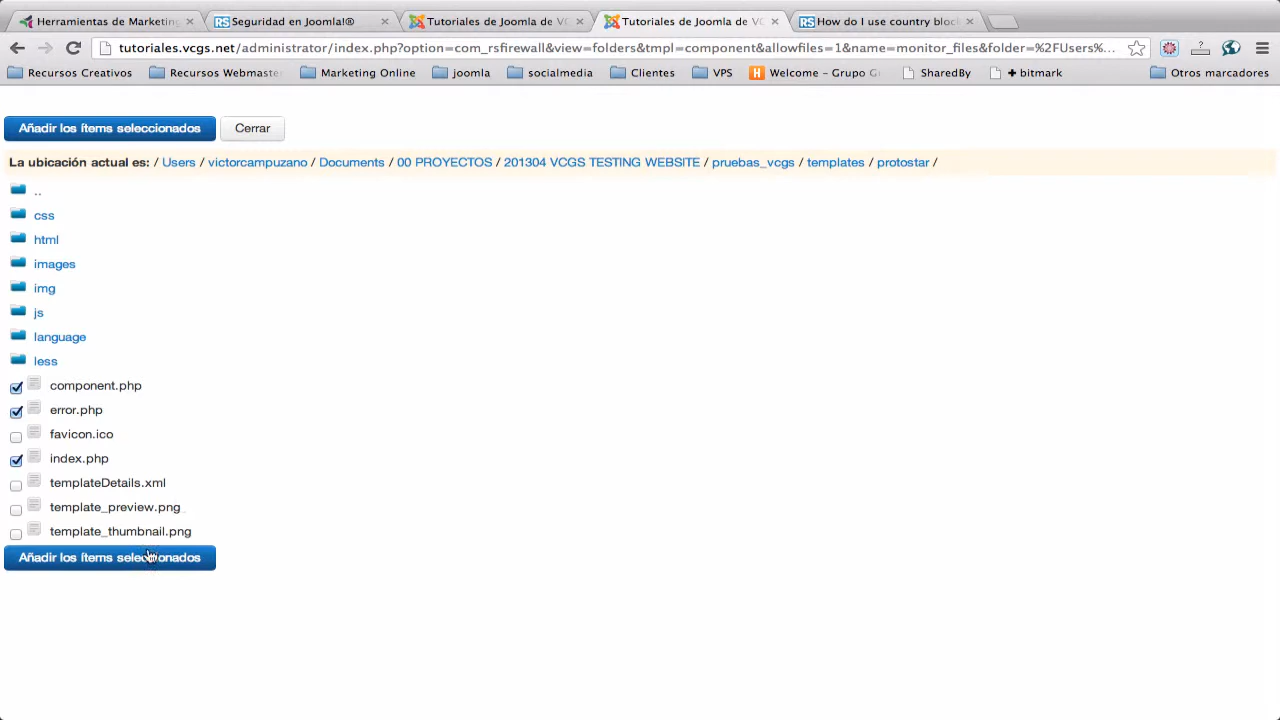 Herramientas de Marketing
Seguridad en Joomla!®
Tutoriales de Joomla de VC
Tutoriales de Joomla de VC
How do I use country block
tutoriales.vcgs.net/administrator/index.php?option=com_rsfirewall&view=folders&tmpl=component&allowfiles=1&name=monitor_files&folder=%2FUsers%...
Recursos Creativos
Recursos Webmaste
Marketing Online
joomla
socialmedia
Clientes
VPS
Welcome – Grupo Gi
SharedBy
✚ bitmark
Otros marcadores
Añadir los ítems seleccionados
Cerrar
La ubicación actual es: / Users / victorcampuzano / Documents / 00 PROYECTOS / 201304 VCGS TESTING WEBSITE / pruebas_vcgs / templates / protostar /
..
css
html
images
img
js
language
less
component.php
error.php
favicon.ico
index.php
templateDetails.xml
template_preview.png
template_thumbnail.png
Añadir los ítems seleccionados